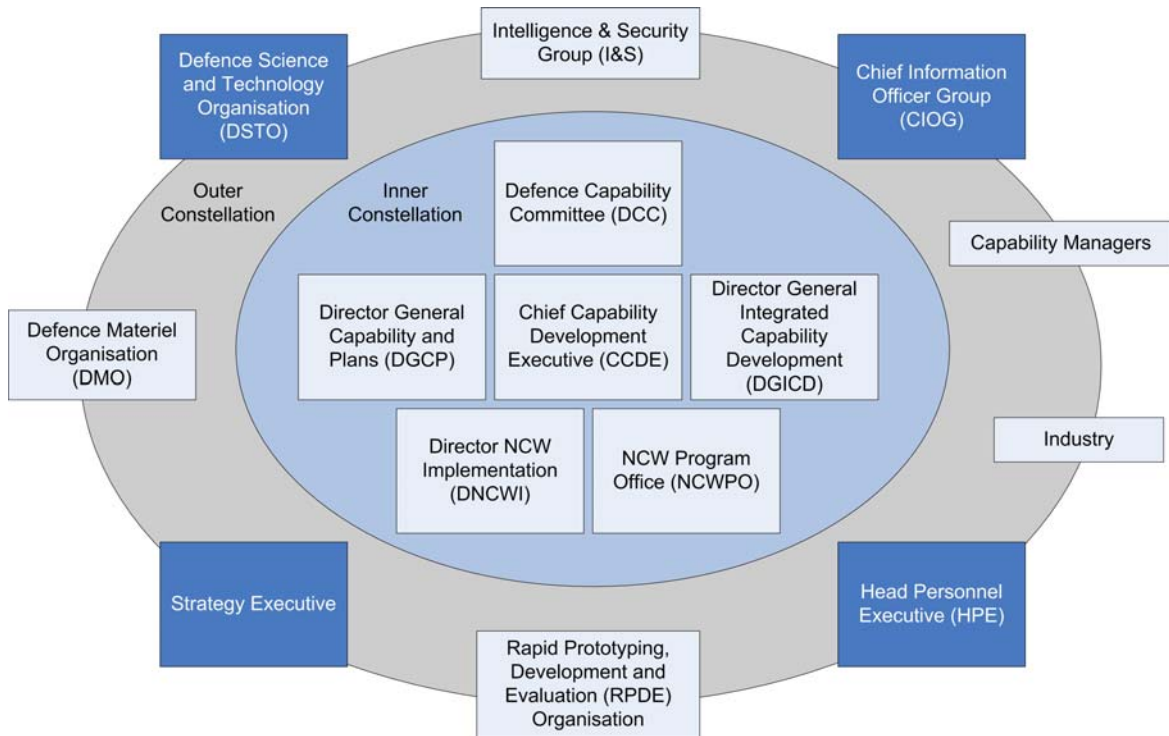 Intelligence & Security
Group (I&S)
Defence Science
and Technology
Organisation
(DSTO)
Chief Information
Officer Group
(CIOG)
Outer
Constellation
Inner
Constellation
Defence Capability
Committee (DCC)
Capability Managers
Director General
Capability and
Plans (DGCP)
Chief Capability
Development
Executive (CCDE)
Director General
Integrated
Capability
Development
(DGICD)
Defence Materiel
Organisation
(DMO)
Director NCW
Implementation
(DNCWI)
NCW Program
Office (NCWPO)
Industry
Strategy Executive
Head Personnel
Executive (HPE)
Rapid Prototyping,
Development and
Evaluation (RPDE)
Organisation